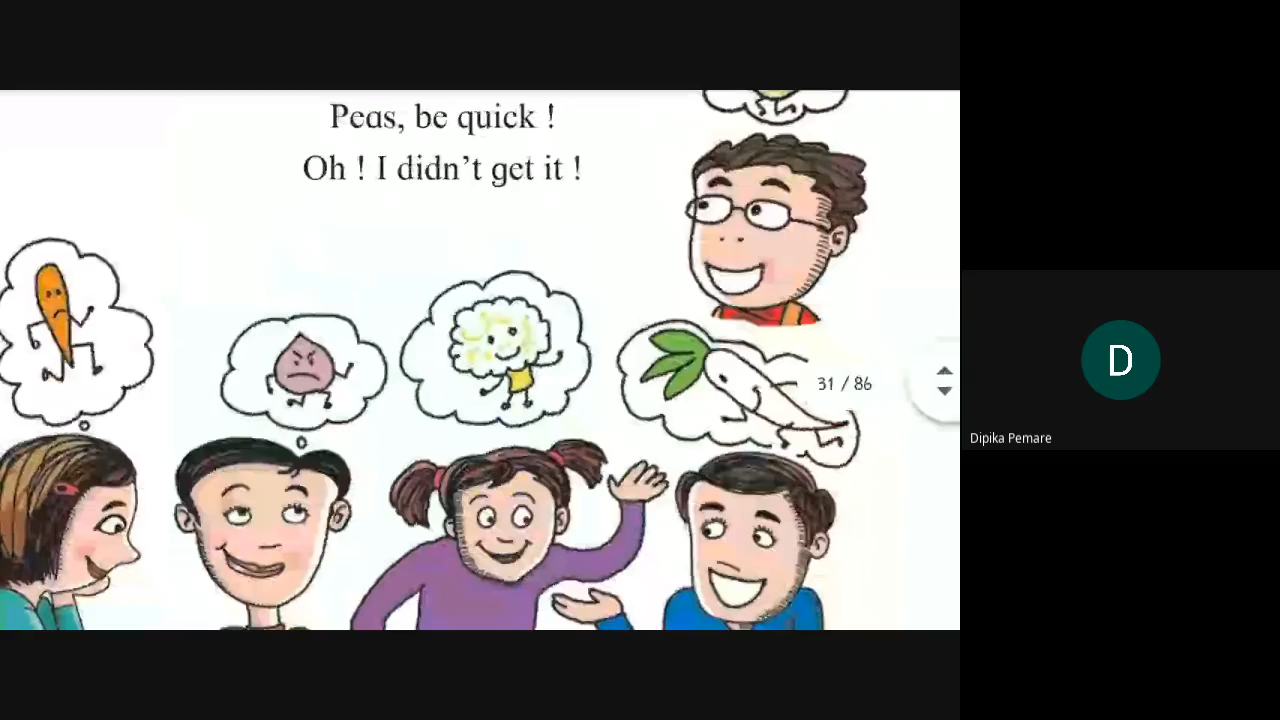 Peas, be quick !
Oh ! I didn't get it !
31 / 86
D
Dipika Pemare